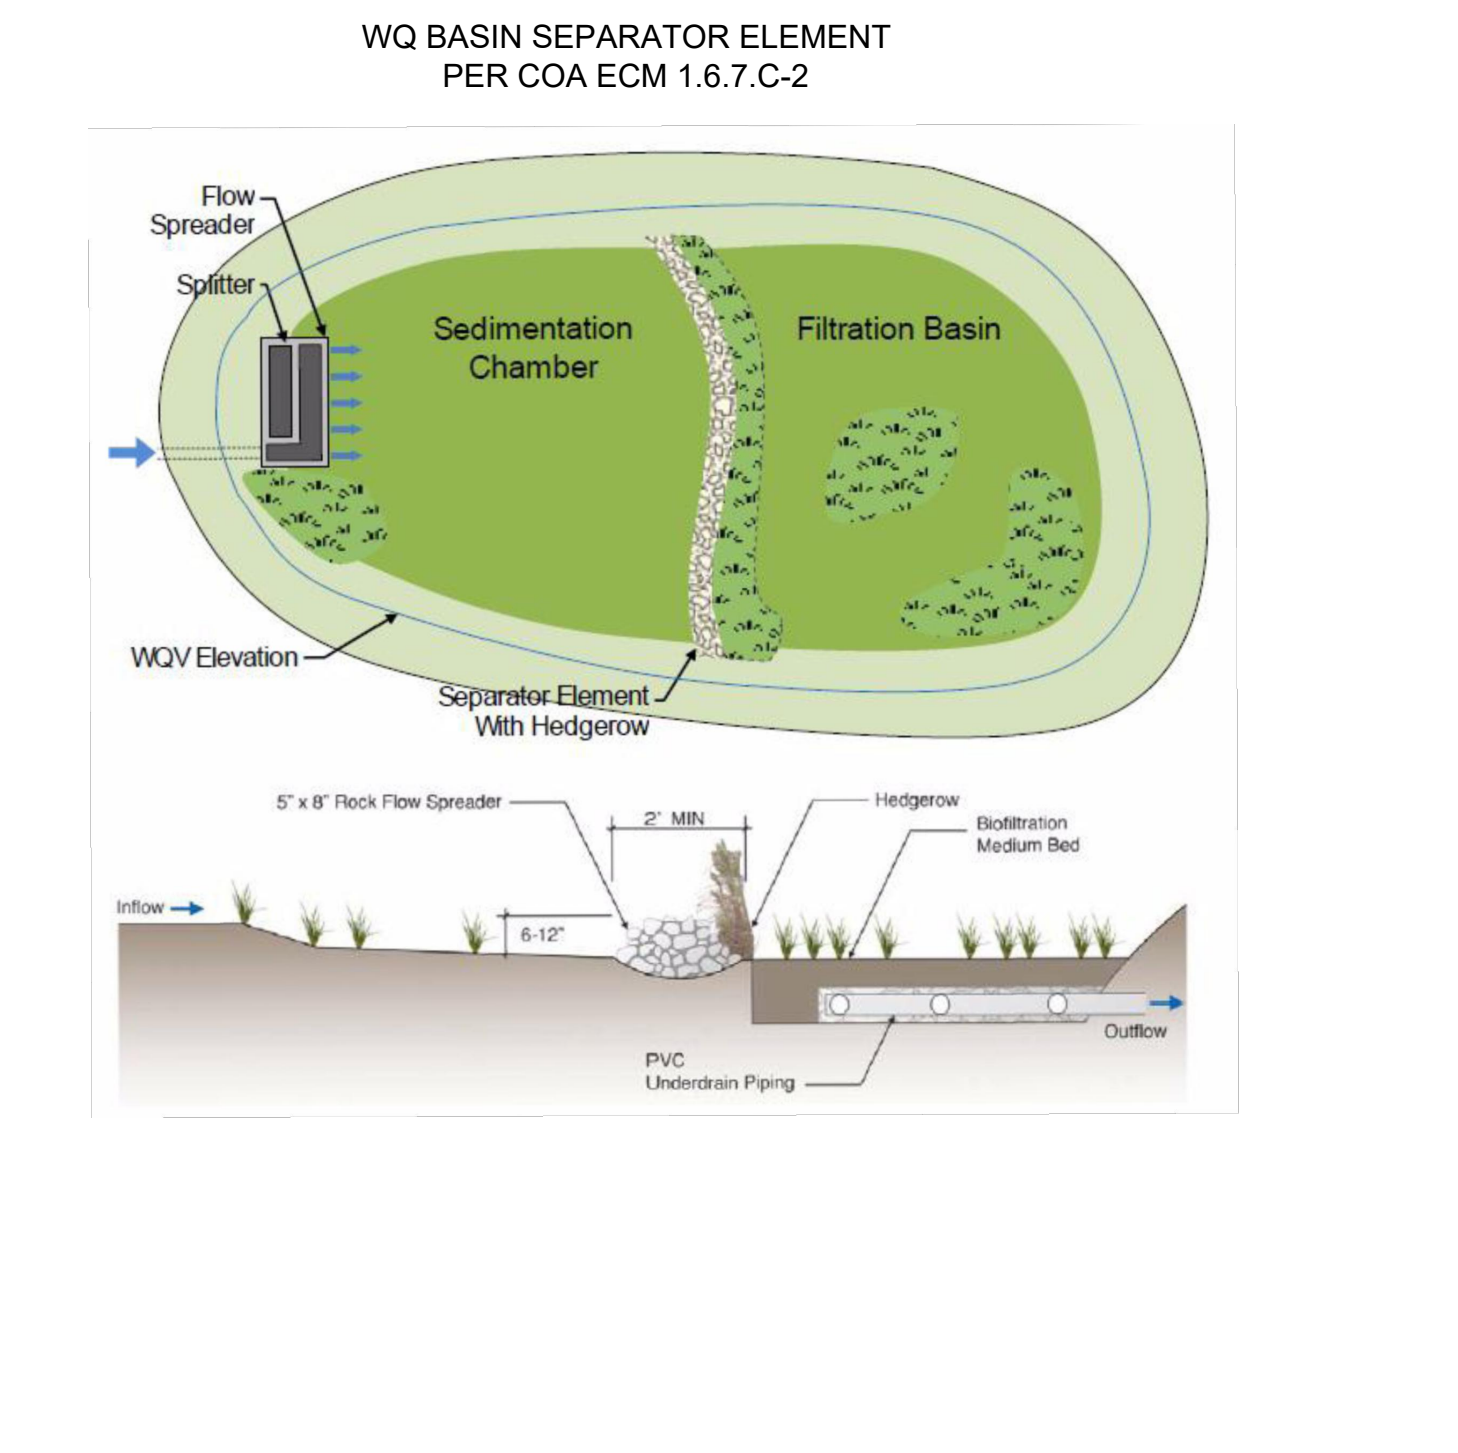 WQ BASIN SEPARATOR ELEMENT
PER COA ECM 1.6.7.C-2
Flow
Spreader
Splitter
Sedimentation
Chamber
Filtration Basin
WQV Elevation
Separator Element
With Hedgerow
5" x 8" Rock Flow Spreader
2' MIN
Hedgerow
Biofiltration
Medium Bed
Inflow
6-12"
Outflow
PVC
Underdrain Piping